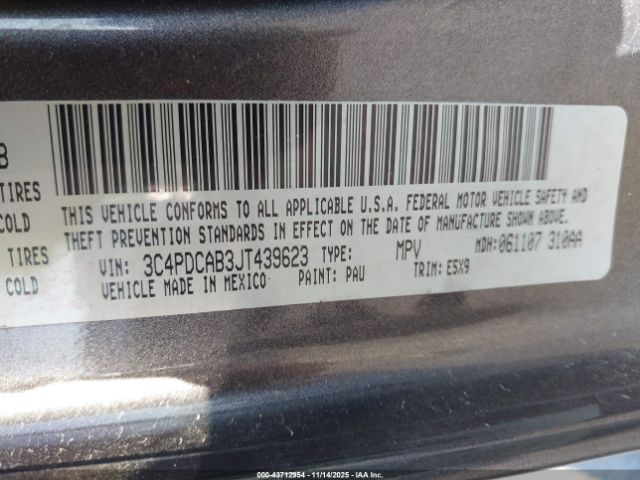 B
TIRES
COLD
TIRES
COLD
THIS VEHICLE CONFORMS TO ALL APPLICABLE U.S.A. FEDERAL MOTOR VEHICLE SAFETY AND
THEFT PREVENTION STANDARDS IN EFFECT ON THE DATE OF MANUFACTURE SHOWN ABOVE.
VIN: 3C4PDCAB3JT439623 TYPE: MPV MDH: 061107 310AA
VEHICLE MADE IN MEXICO PAINT: PAU TRIM: E5X9
000-43712954 - 11/14/2025 - IAA Inc.